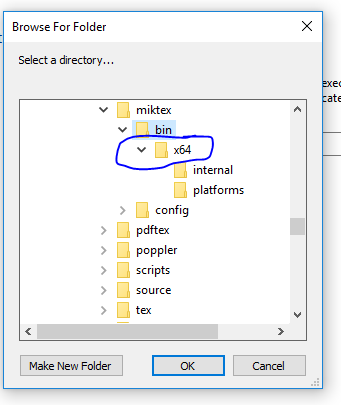 Browse For Folder
Select a directory...
miktex
bin
x64
internal
platforms
config
pdftex
poppler
scripts
source
tex
Make New Folder
OK
Cancel